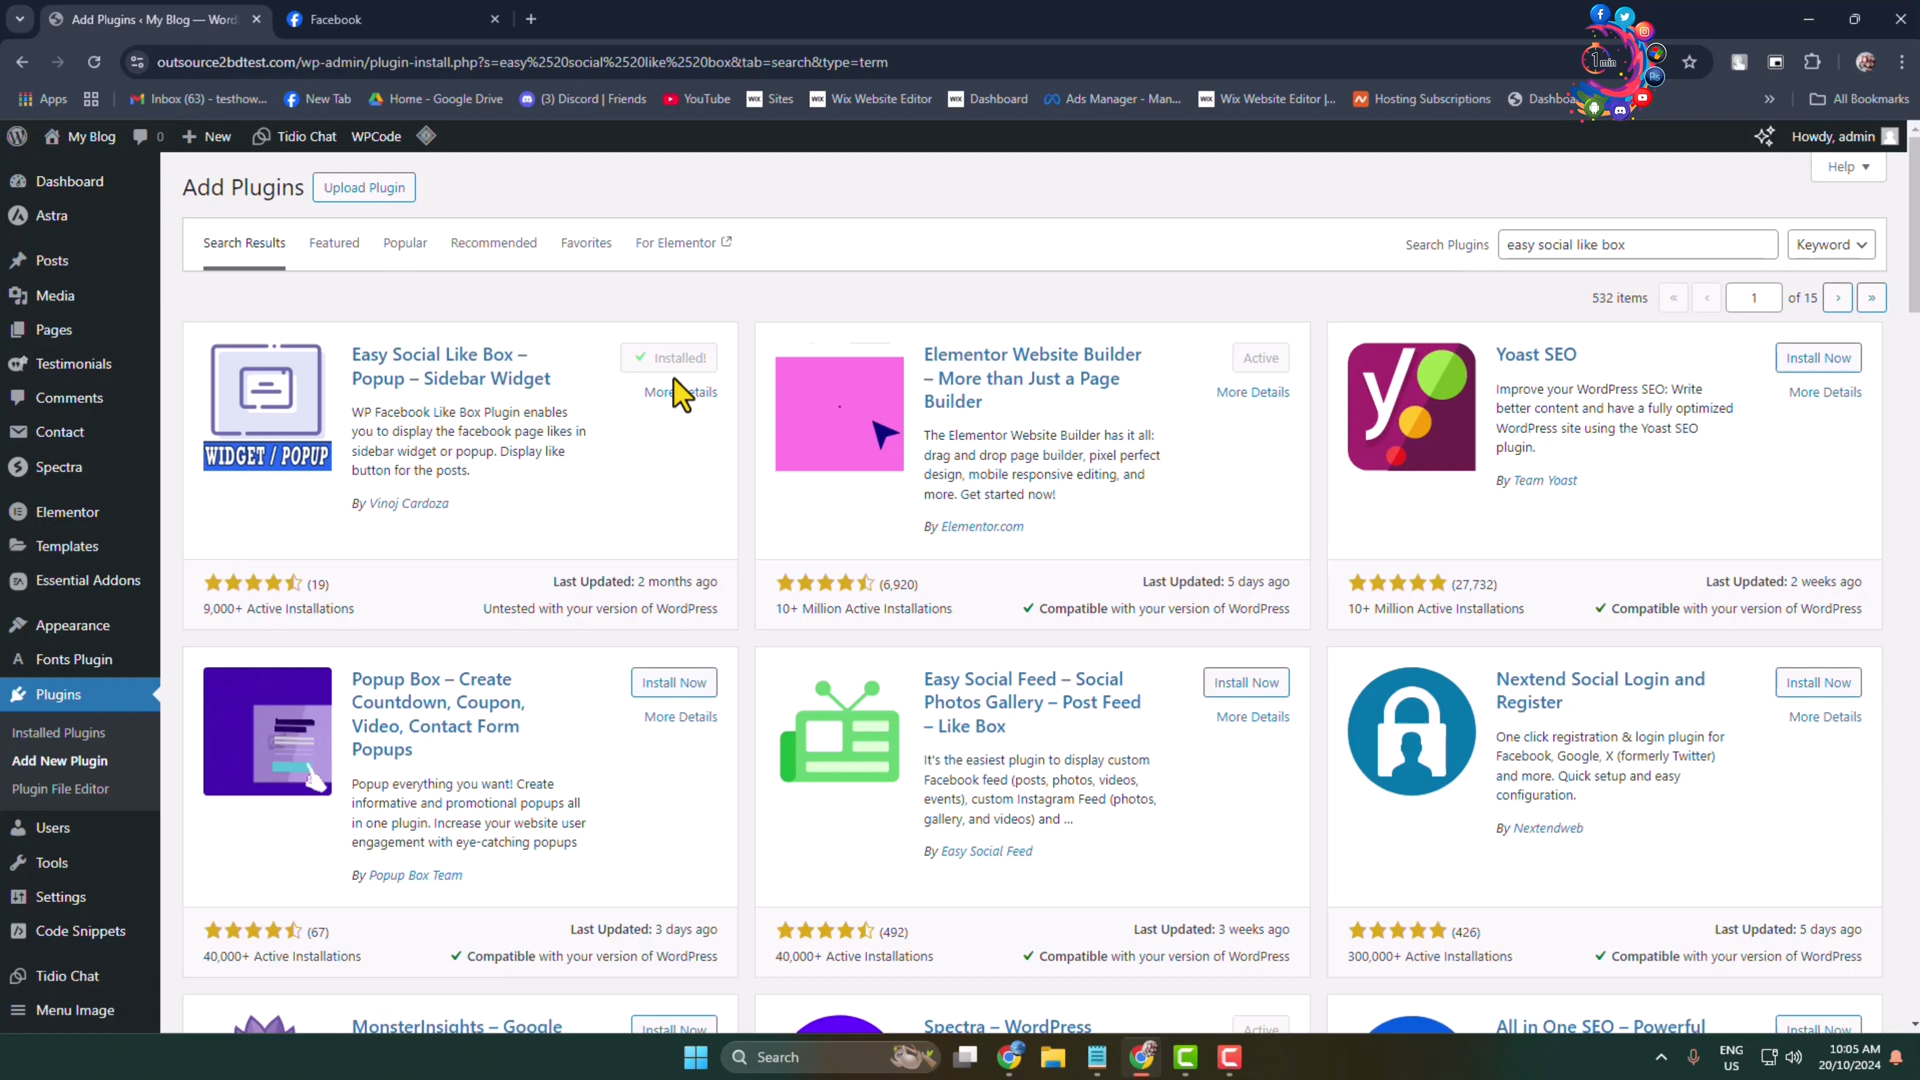 Add Plugins ‹ My Blog — Word
Facebook
outsource2bdtest.com/wp-admin/plugin-install.php?s=easy%2520social%2520like%2520box&tab=search&type=term
1min
Apps
Inbox (63) - testhow...
New Tab
Home - Google Drive
(3) Discord | Friends
YouTube
Sites
Wix Website Editor
Dashboard
Ads Manager - Man...
Wix Website Editor |...
Hosting Subscriptions
Dashboa
All Bookmarks
My Blog
0
New
Tidio Chat
WPCode
Howdy, admin
Dashboard
Astra
Posts
Media
Pages
Testimonials
Comments
Contact
Spectra
Elementor
Templates
Essential Addons
Appearance
Fonts Plugin
Plugins
Installed Plugins
Add New Plugin
Plugin File Editor
Users
Tools
Settings
Code Snippets
Tidio Chat
Menu Image
Add Plugins
Upload Plugin
Help
Search Results
Featured
Popular
Recommended
Favorites
For Elementor
Search Plugins
easy social like box
Keyword
532 items
«
‹
1
of 15
›
»
Easy Social Like Box –
Popup – Sidebar Widget
Installed!
More Details
WP Facebook Like Box Plugin enables
you to display the facebook page likes in
sidebar widget or popup. Display like
button for the posts.
By Vinoj Cardoza
WIDGET / POPUP
(19)
Last Updated: 2 months ago
9,000+ Active Installations
Untested with your version of WordPress
Elementor Website Builder
– More than Just a Page
Builder
Active
More Details
The Elementor Website Builder has it all:
drag and drop page builder, pixel perfect
design, mobile responsive editing, and
more. Get started now!
By Elementor.com
(6,920)
Last Updated: 5 days ago
10+ Million Active Installations
Compatible with your version of WordPress
Yoast SEO
Install Now
More Details
Improve your WordPress SEO: Write
better content and have a fully optimized
WordPress site using the Yoast SEO
plugin.
By Team Yoast
(27,732)
Last Updated: 2 weeks ago
10+ Million Active Installations
Compatible with your version of WordPress
Popup Box – Create
Countdown, Coupon,
Video, Contact Form
Popups
Install Now
More Details
Popup everything you want! Create
informative and promotional popups all
in one plugin. Increase your website user
engagement with eye-catching popups
By Popup Box Team
(67)
Last Updated: 3 days ago
40,000+ Active Installations
Compatible with your version of WordPress
Easy Social Feed – Social
Photos Gallery – Post Feed
– Like Box
Install Now
More Details
It's the easiest plugin to display custom
Facebook feed (posts, photos, videos,
events), custom Instagram Feed (photos,
gallery, and videos) and ...
By Easy Social Feed
(492)
Last Updated: 3 weeks ago
40,000+ Active Installations
Compatible with your version of WordPress
Nextend Social Login and
Register
Install Now
More Details
One click registration & login plugin for
Facebook, Google, X (formerly Twitter)
and more. Quick setup and easy
configuration.
By Nextendweb
(426)
Last Updated: 5 days ago
300,000+ Active Installations
Compatible with your version of WordPress
MonsterInsights – Google
Install Now
Spectra – WordPress
Active
All in One SEO – Powerful
Install Now
Search
ENG
US
10:05 AM
20/10/2024